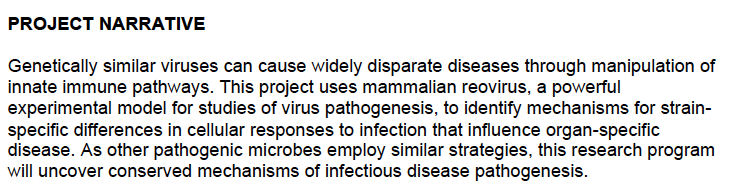 PROJECT NARRATIVE
Genetically similar viruses can cause widely disparate diseases through manipulation of
innate immune pathways. This project uses mammalian reovirus, a powerful
experimental model for studies of virus pathogenesis, to identify mechanisms for strain-
specific differences in cellular responses to infection that influence organ-specific
disease. As other pathogenic microbes employ similar strategies, this research program
will uncover conserved mechanisms of infectious disease pathogenesis.